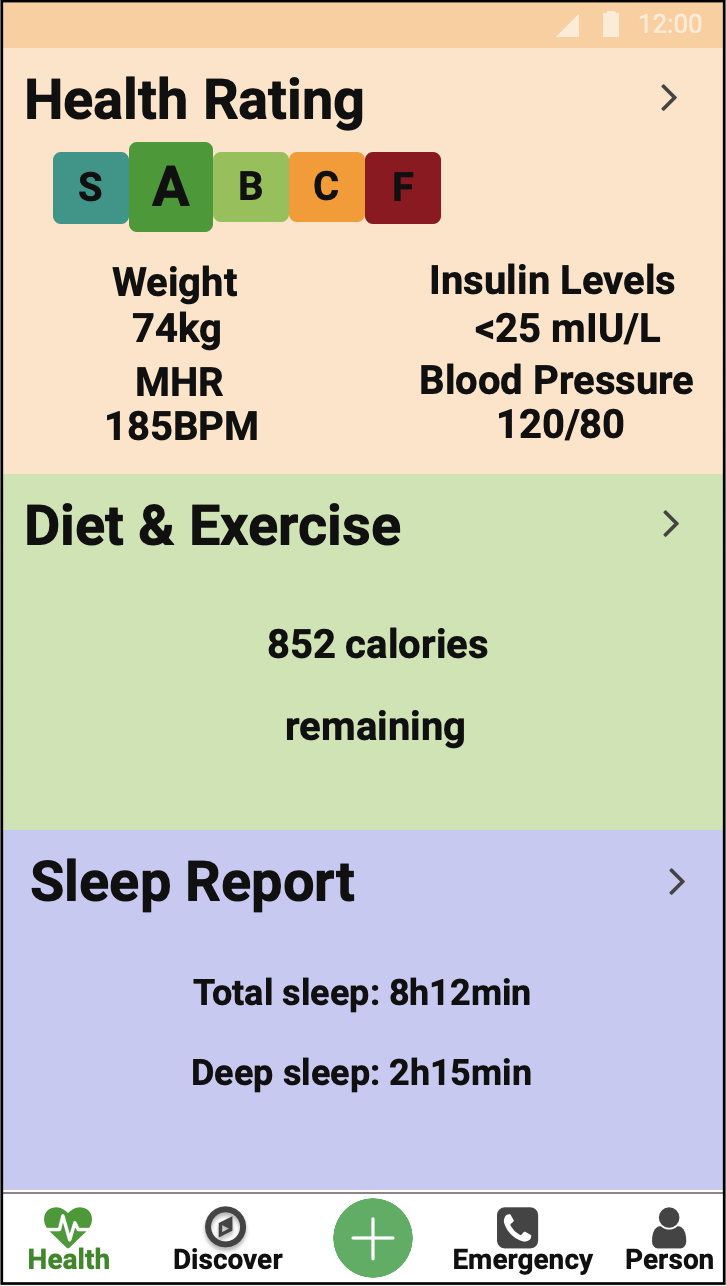 12:00
Health Rating
S A B C F
Weight
74kg
MHR
185BPM
Insulin Levels
<25 mIU/L
Blood Pressure
120/80
Diet & Exercise
852 calories
remaining
Sleep Report
Total sleep: 8h12min
Deep sleep: 2h15min
Health Discover Emergency Person